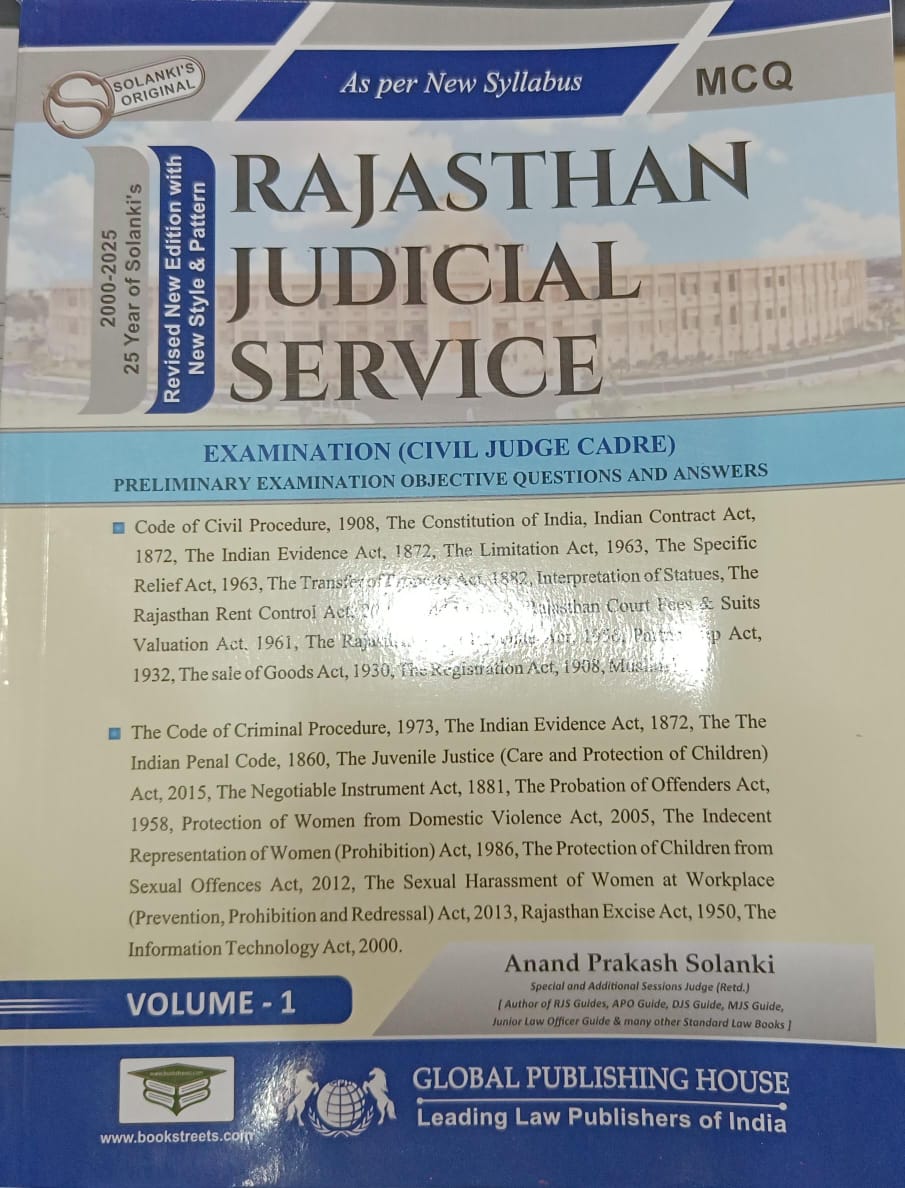 SOLANKI'S
ORIGINAL
As per New Syllabus
MCQ
2000-2025
25 Year of Solanki's
Revised New Edition with
New Style & Pattern
RAJASTHAN
JUDICIAL
SERVICE
EXAMINATION (CIVIL JUDGE CADRE)
PRELIMINARY EXAMINATION OBJECTIVE QUESTIONS AND ANSWERS
Code of Civil Procedure, 1908, The Constitution of India, Indian Contract Act,
1872, The Indian Evidence Act, 1872, The Limitation Act, 1963, The Specific
Relief Act, 1963, The Transfer of Property Act, 1882, Interpretation of Statues, The
Rajasthan Rent Control Act, Rajasthan Court Fees & Suits
Valuation Act, 1961, The Act,
1932, The sale of Goods Act, 1930, The Registration Act, 1908,
The Code of Criminal Procedure, 1973, The Indian Evidence Act, 1872, The The
Indian Penal Code, 1860, The Juvenile Justice (Care and Protection of Children)
Act, 2015, The Negotiable Instrument Act, 1881, The Probation of Offenders Act,
1958, Protection of Women from Domestic Violence Act, 2005, The Indecent
Representation of Women (Prohibition) Act, 1986, The Protection of Children from
Sexual Offences Act, 2012, The Sexual Harassment of Women at Workplace
(Prevention, Prohibition and Redressal) Act, 2013, Rajasthan Excise Act, 1950, The
Information Technology Act, 2000.
Anand Prakash Solanki
Special and Additional Sessions Judge (Retd.)
[ Author of RJS Guides, APO Guide, DJS Guide, MJS Guide,
Junior Law Officer Guide & many other Standard Law Books ]
VOLUME - 1
www.bookstreets.com
www.bookstreets.com
GPH
GLOBAL PUBLISHING HOUSE
Leading Law Publishers of India